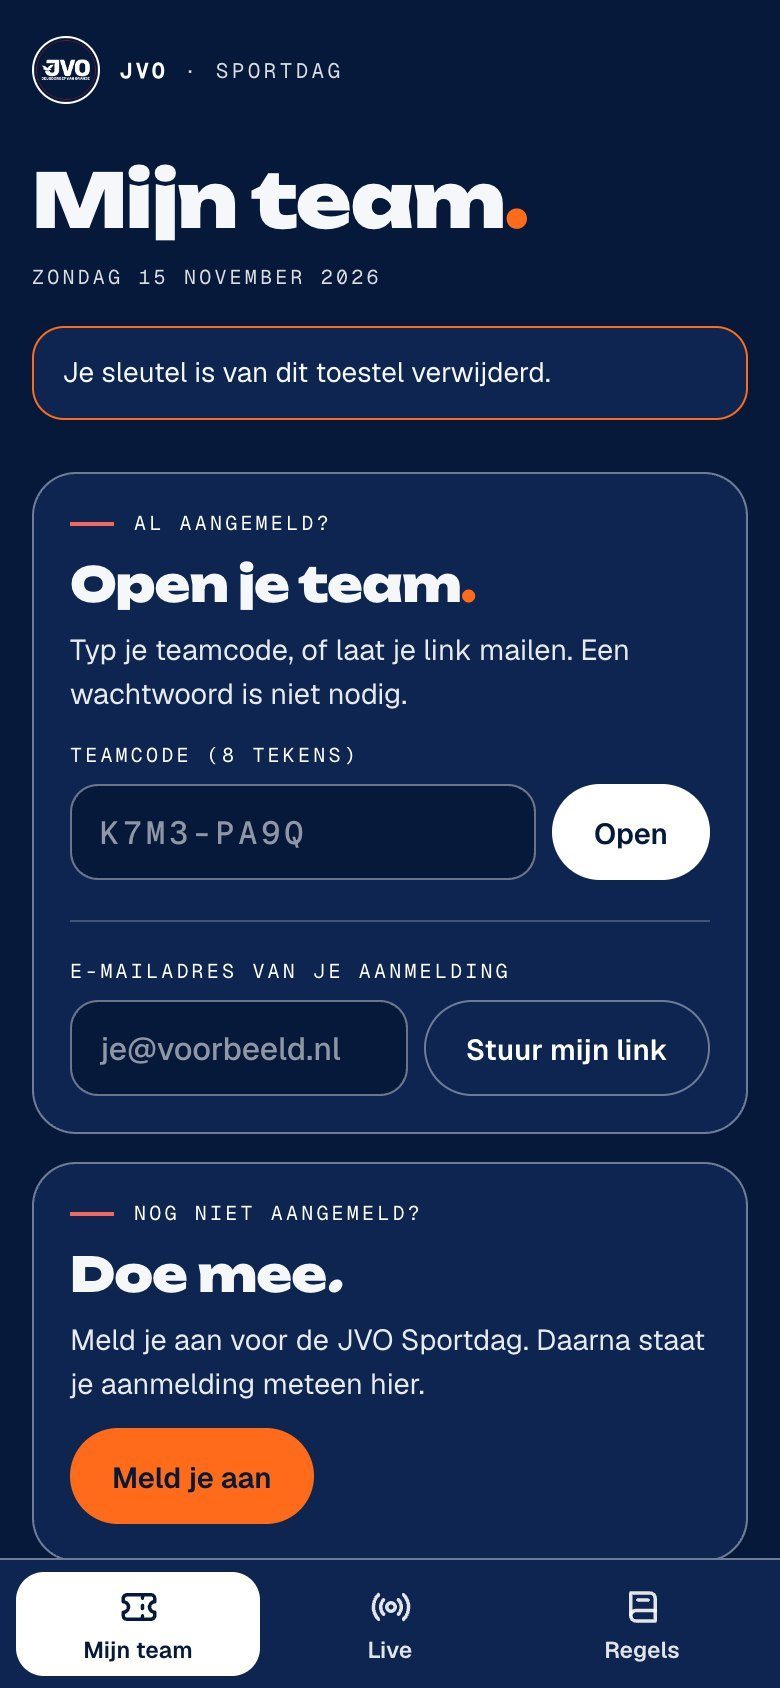 JVO
JVO · SPORTDAG
Mijn team.
ZONDAG 15 NOVEMBER 2026
Je sleutel is van dit toestel verwijderd.
AL AANGEMELD?
Open je team.
Typ je teamcode, of laat je link mailen. Een
wachtwoord is niet nodig.
TEAMCODE (8 TEKENS)
K7M3-PA9Q
Open
E-MAILADRES VAN JE AANMELDING
je@voorbeeld.nl
Stuur mijn link
NOG NIET AANGEMELD?
Doe mee.
Meld je aan voor de JVO Sportdag. Daarna staat
je aanmelding meteen hier.
Meld je aan
Mijn team
Live
Regels